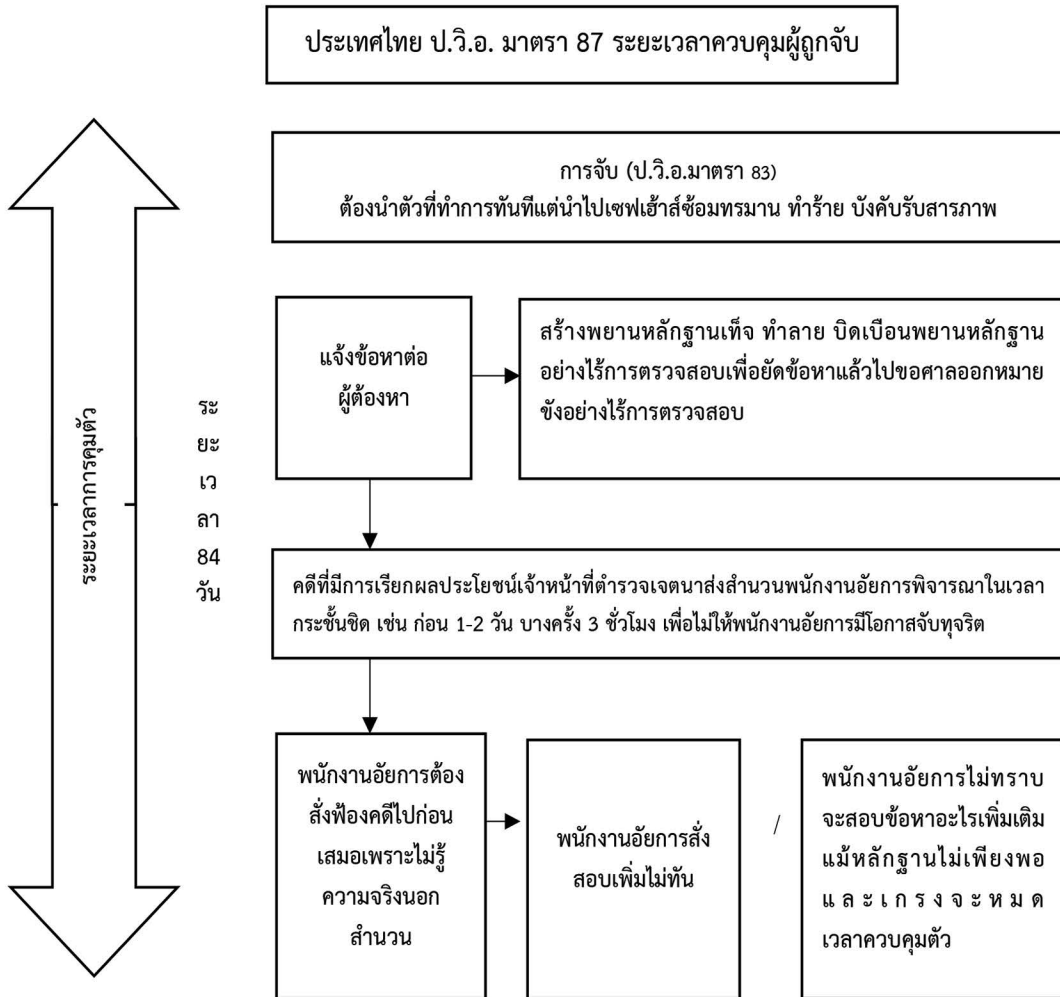 ประเทศไทย ป.วิ.อ. มาตรา 87 ระยะเวลาควบคุมผู้ถูกจับ
การจับ (ป.วิ.อ.มาตรา 83)
ต้องนำตัวที่ทำการทันทีแต่นำไปเซฟเฮ้าส์ซ้อมทรมาน ทำร้าย บังคับรับสารภาพ
ระยะเวลาการคุมตัว
ระ
ยะ
เว
ลา
84
วัน
แจ้งข้อหาต่อ
ผู้ต้องหา
สร้างพยานหลักฐานเท็จ ทำลาย บิดเบือนพยานหลักฐาน
อย่างไร้การตรวจสอบเพื่อยัดข้อหาแล้วไปขอศาลออกหมาย
ขังอย่างไร้การตรวจสอบ
คดีที่มีการเรียกผลประโยชน์เจ้าหน้าที่ตำรวจเจตนาส่งสำนวนพนักงานอัยการพิจารณาในเวลา
กระชั้นชิด เช่น ก่อน 1-2 วัน บางครั้ง 3 ชั่วโมง เพื่อไม่ให้พนักงานอัยการมีโอกาสจับทุจริต
พนักงานอัยการต้อง
สั่งฟ้องคดีไปก่อน
เสมอเพราะไม่รู้
ความจริงนอก
สำนวน
พนักงานอัยการสั่ง
สอบเพิ่มไม่ทัน
/
พนักงานอัยการไม่ทราบ
จะสอบข้อหาอะไรเพิ่มเติม
แม้หลักฐานไม่เพียงพอ
และเกรงจะหมด
เวลาควบคุมตัว